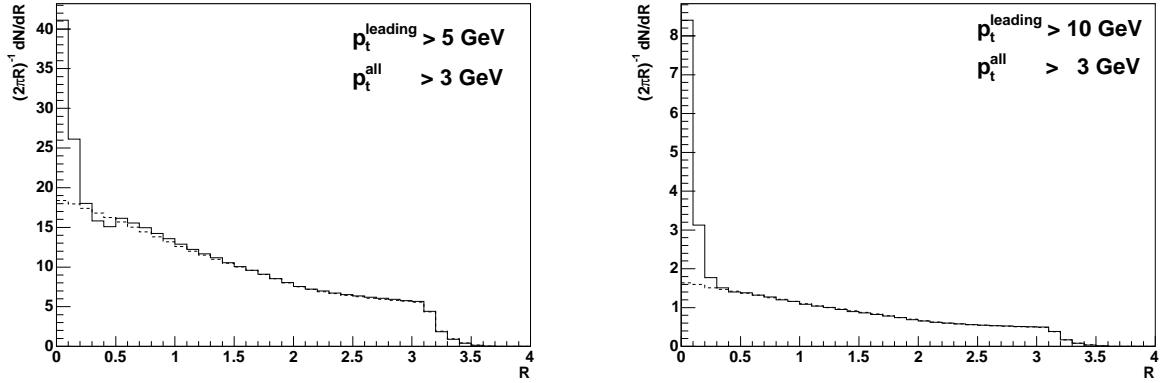 (2πR)⁻¹ dN/dR
40
35
30
25
20
15
10
5
0
0 0.5 1 1.5 2 2.5 3 3.5 4
R
p_t^leading > 5 GeV
p_t^all > 3 GeV
(2πR)⁻¹ dN/dR
8
7
6
5
4
3
2
1
0
0 0.5 1 1.5 2 2.5 3 3.5 4
R
p_t^leading > 10 GeV
p_t^all > 3 GeV